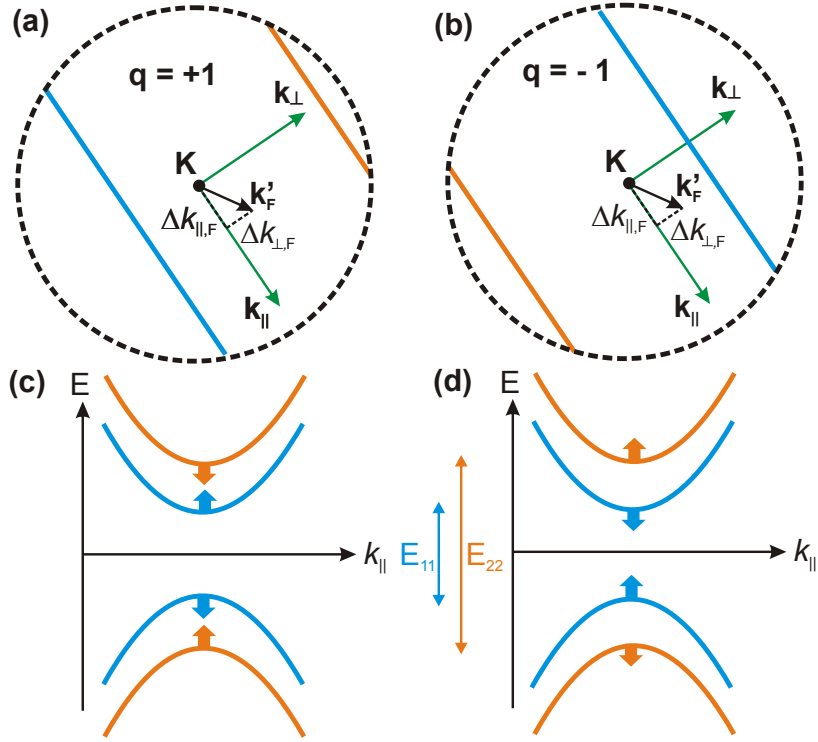 (a)
q = +1
k⊥
K
k'F
Δk||,F
Δk⊥,F
k||
(b)
q = - 1
k⊥
K
k'F
Δk||,F
Δk⊥,F
k||
(c)
E
k||
E11
E22
(d)
E
k||